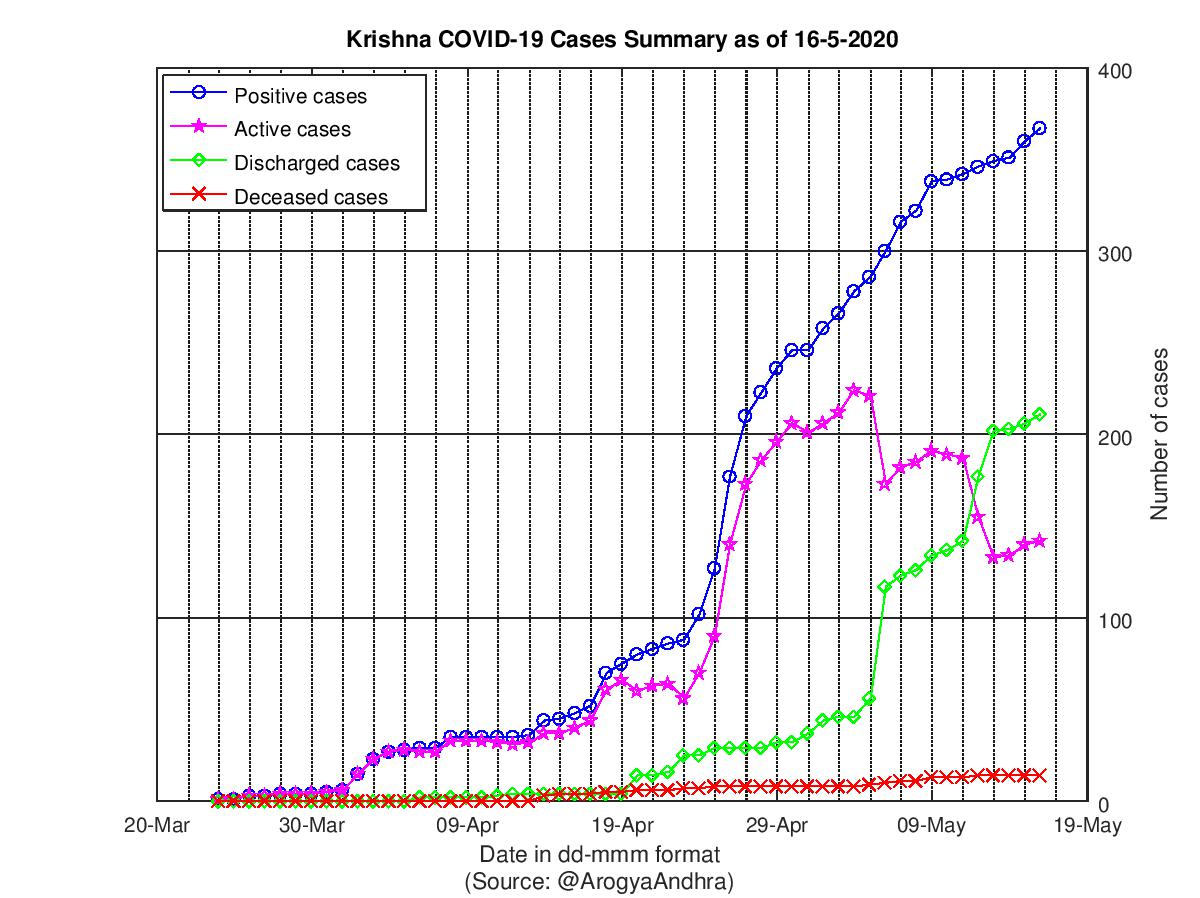 Krishna COVID-19 Cases Summary as of 16-5-2020
Positive cases
Active cases
Discharged cases
Deceased cases
400
300
200
100
0
Number of cases
20-Mar 30-Mar 09-Apr 19-Apr 29-Apr 09-May 19-May
Date in dd-mmm format
(Source: @ArogyaAndhra)